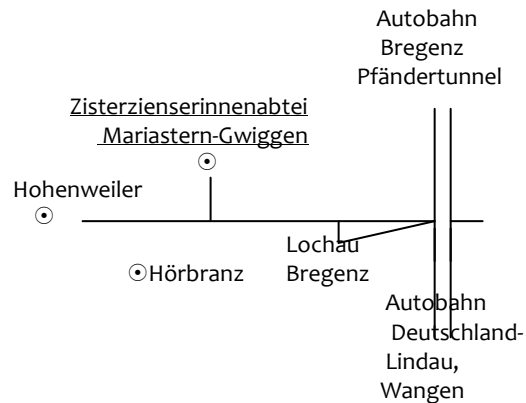 Autobahn
Bregenz
Pfändertunnel
Zisterzienserinnenabtei
Mariastern-Gwiggen
Hohenweiler
Lochau
Bregenz
Hörbranz
Autobahn
Deutschland-
Lindau,
Wangen